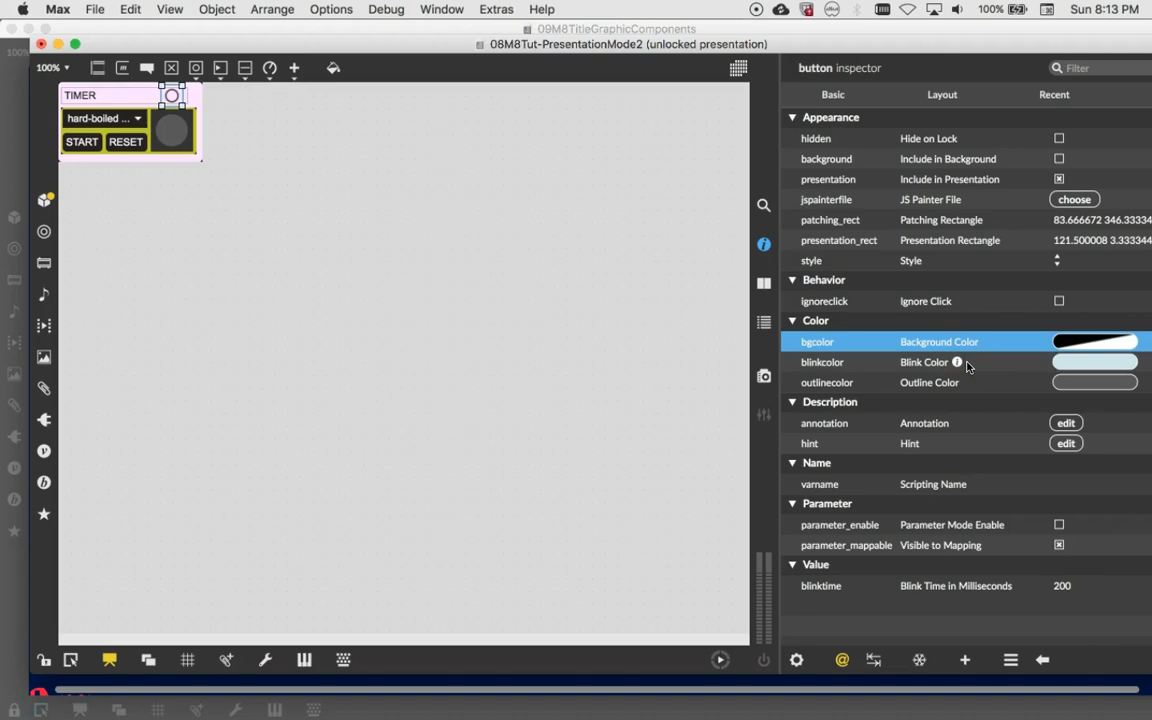 Max File Edit View Object Arrange Options Debug Window Extras Help 100% Sun 8:13 PM
09M8TitleGraphicComponents
08M8Tut-PresentationMode2 (unlocked presentation)
100%
button inspector
Filter
Basic Layout Recent
TIMER
hard-boiled ...
START RESET
Appearance
hidden Hide on Lock
background Include in Background
presentation Include in Presentation
jspainterfile JS Painter File choose
patching_rect Patching Rectangle 83.666672 346.33334
presentation_rect Presentation Rectangle 121.500008 3.333344
style Style
Behavior
ignoreclick Ignore Click
Color
bgcolor Background Color
blinkcolor Blink Color
outlinecolor Outline Color
Description
annotation Annotation edit
hint Hint edit
Name
varname Scripting Name
Parameter
parameter_enable Parameter Mode Enable
parameter_mappable Visible to Mapping
Value
blinktime Blink Time in Milliseconds 200